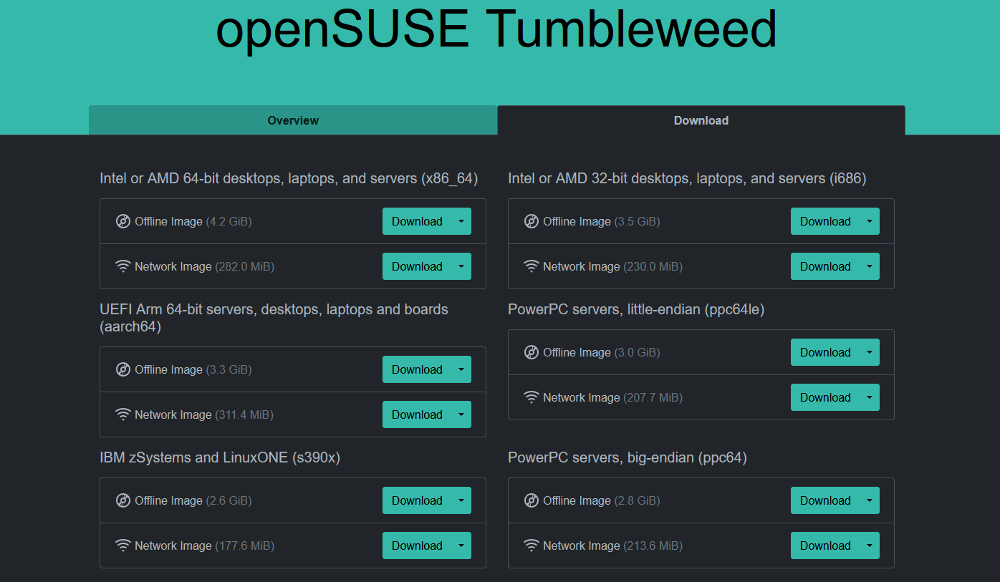 openSUSE Tumbleweed
Overview
Download
Intel or AMD 64-bit desktops, laptops, and servers (x86_64)
Offline Image (4.2 GiB)
Download
Network Image (282.0 MiB)
Download
Intel or AMD 32-bit desktops, laptops, and servers (i686)
Offline Image (3.5 GiB)
Download
Network Image (230.0 MiB)
Download
UEFI Arm 64-bit servers, desktops, laptops and boards
(aarch64)
Offline Image (3.3 GiB)
Download
Network Image (311.4 MiB)
Download
PowerPC servers, little-endian (ppc64le)
Offline Image (3.0 GiB)
Download
Network Image (207.7 MiB)
Download
IBM zSystems and LinuxONE (s390x)
Offline Image (2.6 GiB)
Download
Network Image (177.6 MiB)
Download
PowerPC servers, big-endian (ppc64)
Offline Image (2.8 GiB)
Download
Network Image (213.6 MiB)
Download